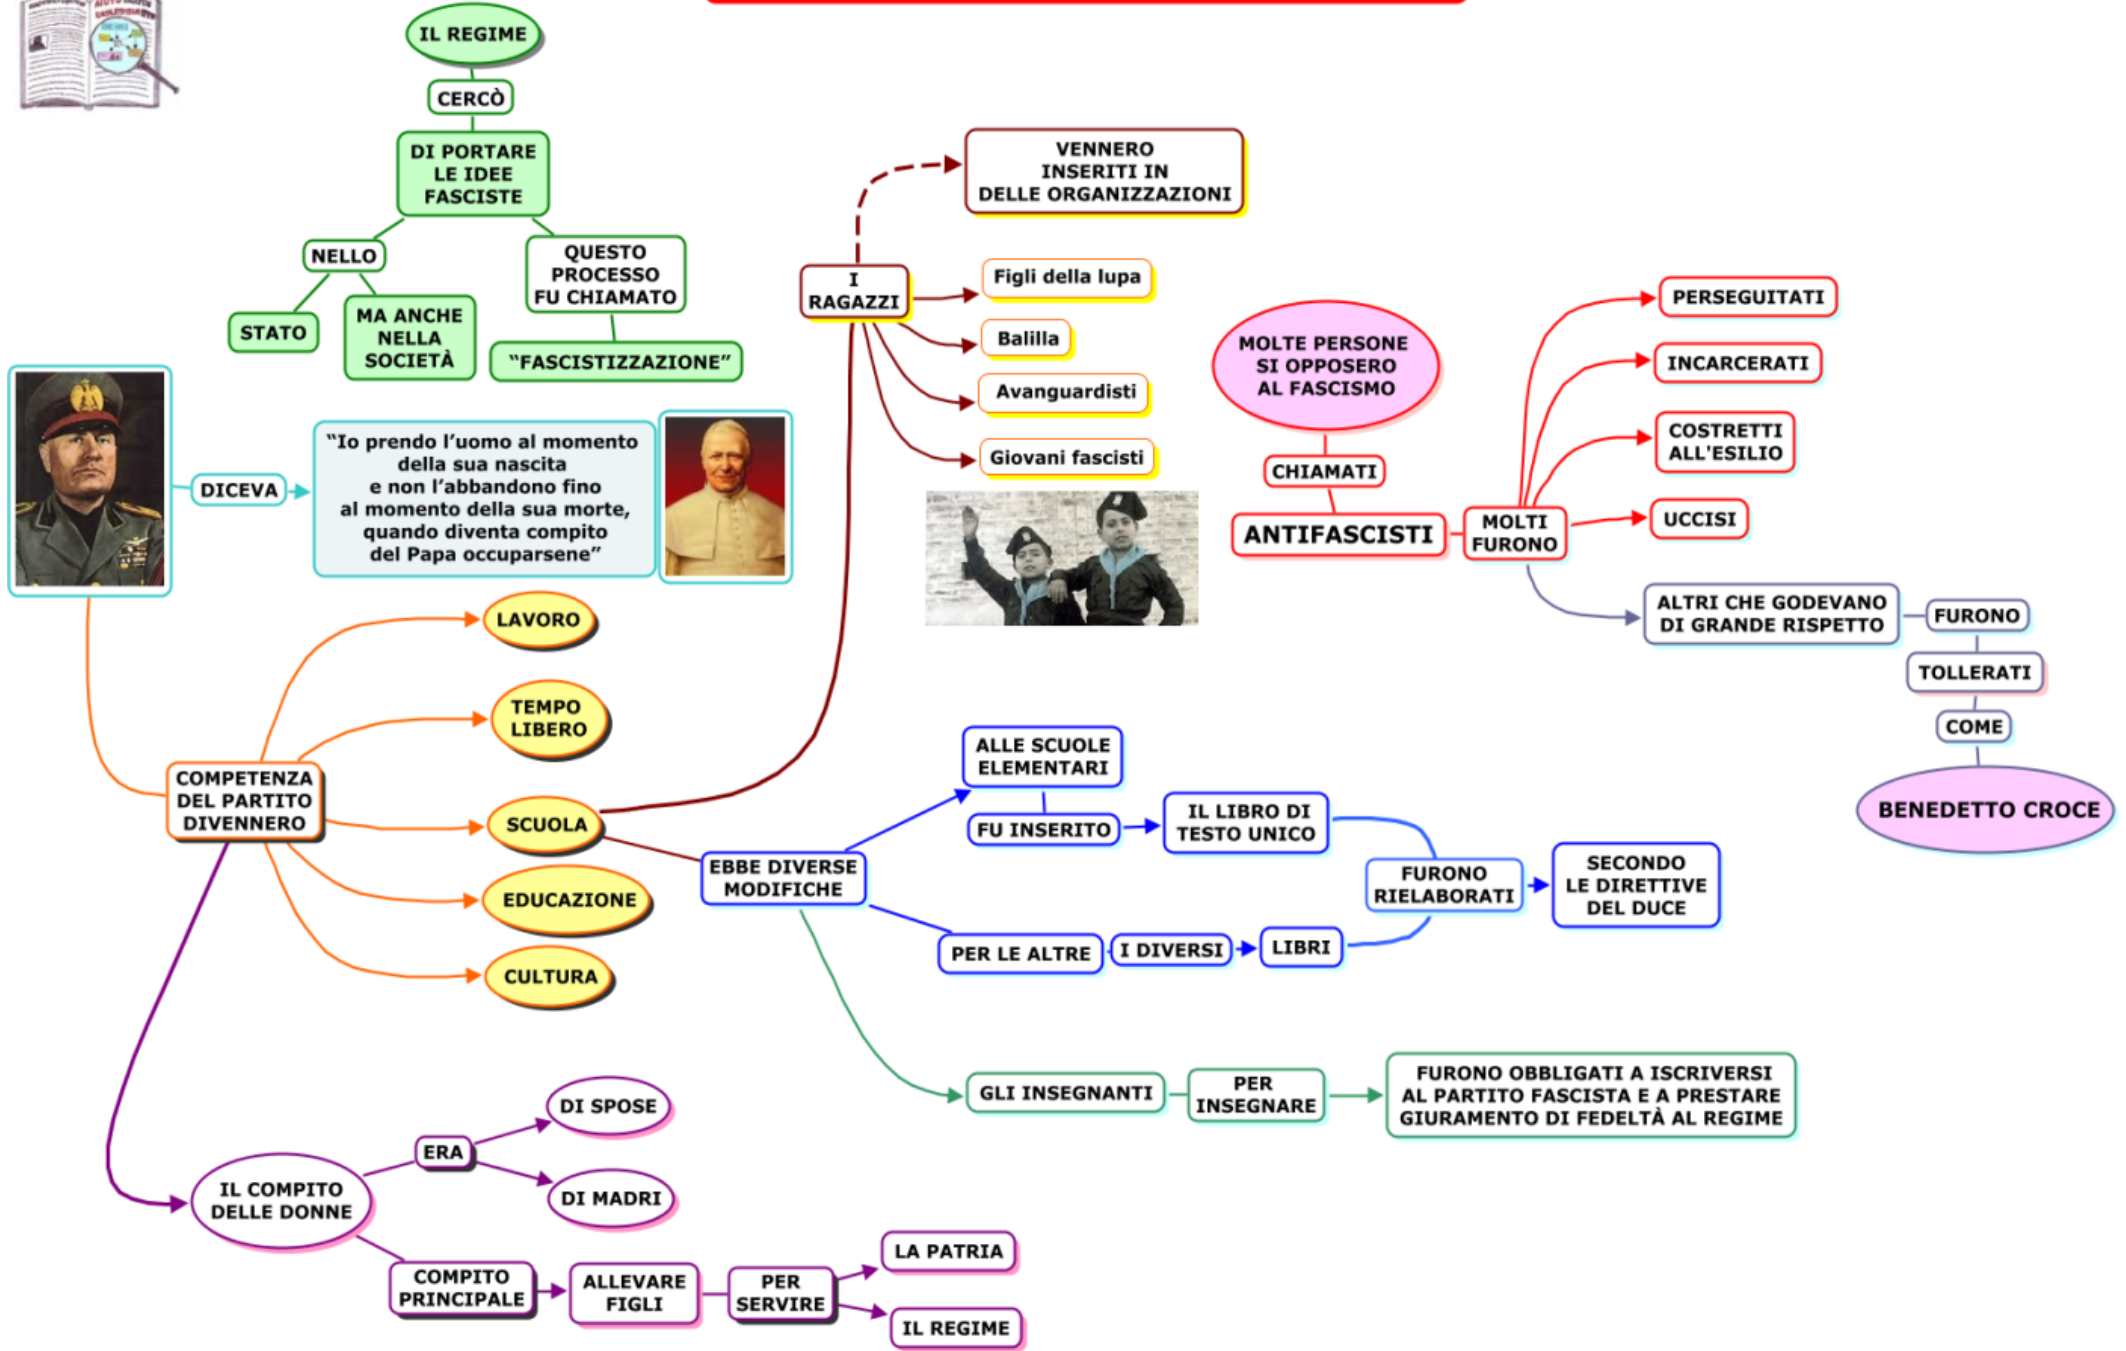 IL REGIME
CERCÒ
DI PORTARE
LE IDEE
FASCISTE
NELLO
STATO
MA ANCHE
NELLA
SOCIETÀ
QUESTO
PROCESSO
FU CHIAMATO
“FASCISTIZZAZIONE”
DICEVA
“Io prendo l’uomo al momento
della sua nascita
e non l’abbandono fino
al momento della sua morte,
quando diventa compito
del Papa occuparsene”
COMPETENZA
DEL PARTITO
DIVENNERO
LAVORO
TEMPO
LIBERO
SCUOLA
EDUCAZIONE
CULTURA
I
RAGAZZI
VENNERO
INSERITI IN
DELLE ORGANIZZAZIONI
Figli della lupa
Balilla
Avanguardisti
Giovani fascisti
MOLTE PERSONE
SI OPPOSERO
AL FASCISMO
CHIAMATI
ANTIFASCISTI
MOLTI
FURONO
PERSEGUITATI
INCARCERATI
COSTRETTI
ALL'ESILIO
UCCISI
ALTRI CHE GODEVANO
DI GRANDE RISPETTO
FURONO
TOLLERATI
COME
BENEDETTO CROCE
EBBE DIVERSE
MODIFICHE
ALLE SCUOLE
ELEMENTARI
FU INSERITO
IL LIBRO DI
TESTO UNICO
PER LE ALTRE
I DIVERSI
LIBRI
FURONO
RIELABORATI
SECONDO
LE DIRETTIVE
DEL DUCE
GLI INSEGNANTI
PER
INSEGNARE
FURONO OBBLIGATI A ISCRIVERSI
AL PARTITO FASCISTA E A PRESTARE
GIURAMENTO DI FEDELTÀ AL REGIME
IL COMPITO
DELLE DONNE
ERA
DI SPOSE
DI MADRI
COMPITO
PRINCIPALE
ALLEVARE
FIGLI
PER
SERVIRE
LA PATRIA
IL REGIME